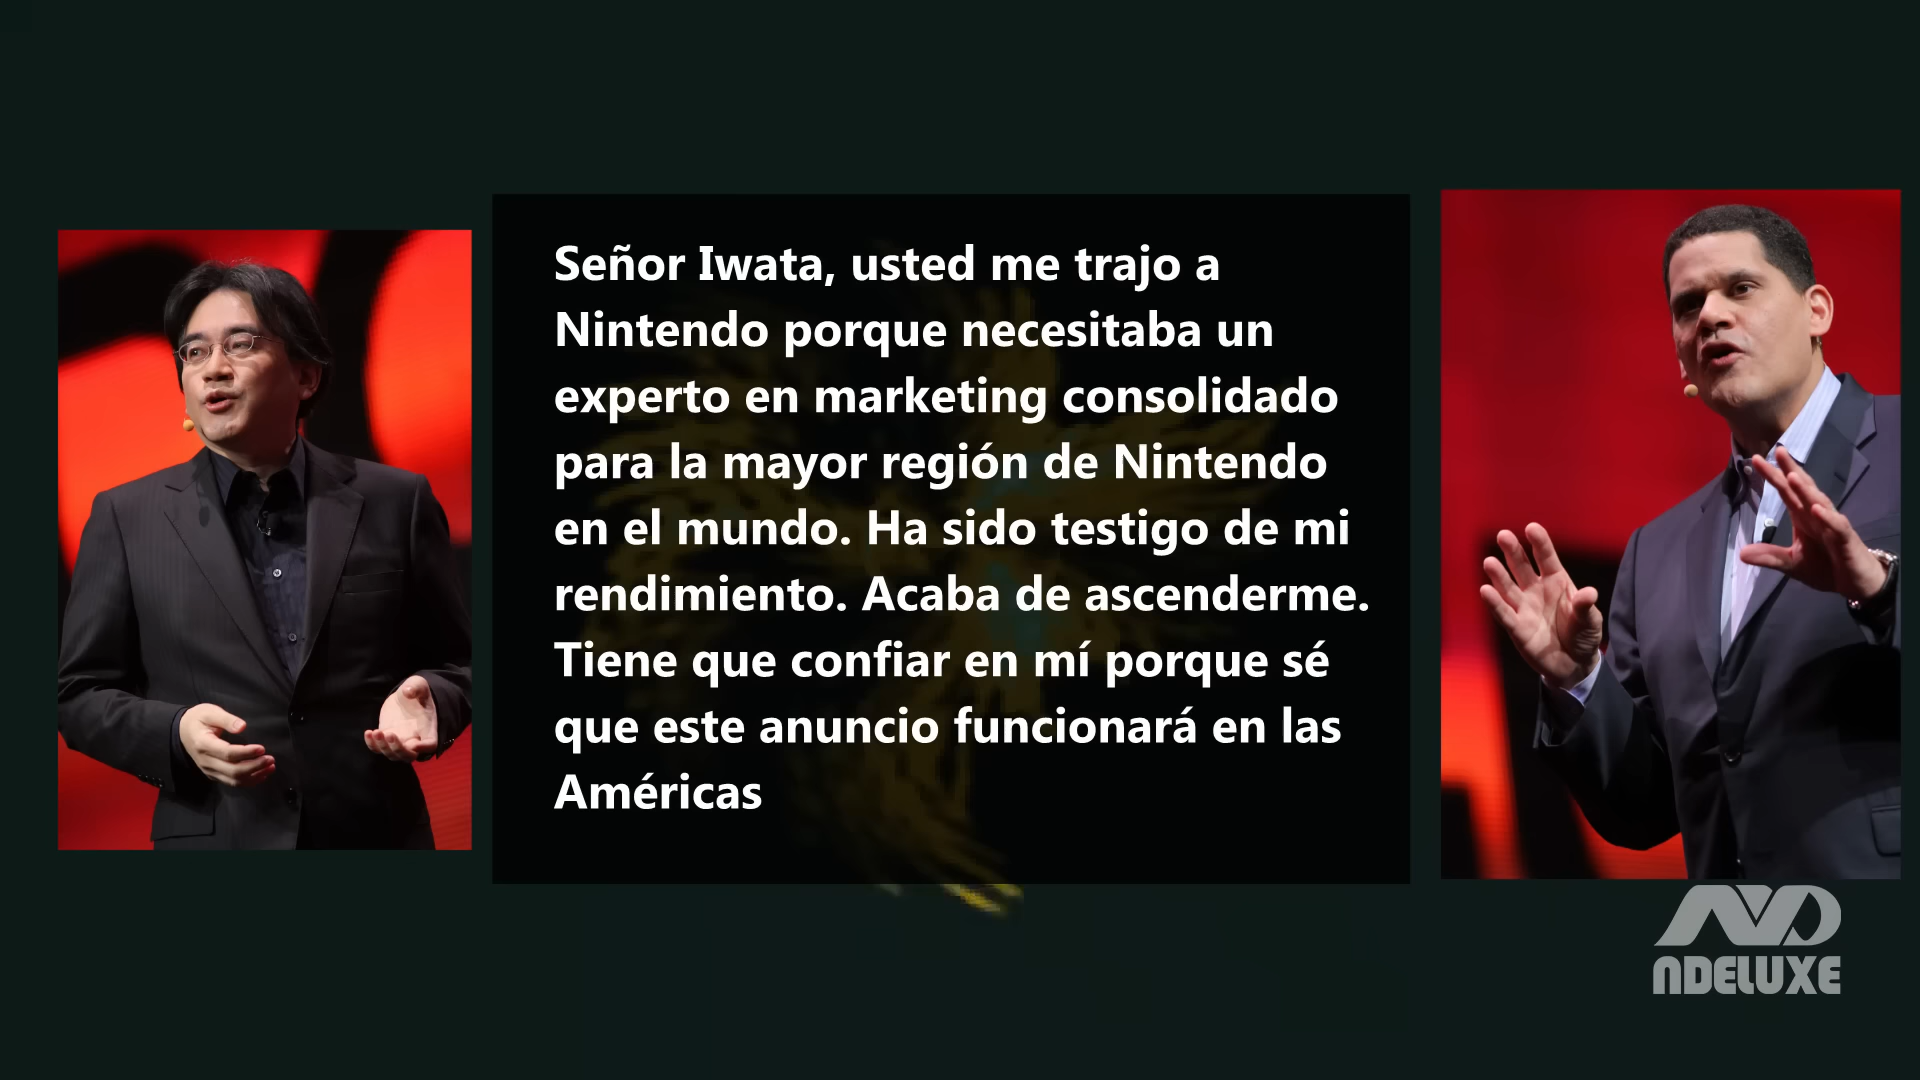 Señor Iwata, usted me trajo a
Nintendo porque necesitaba un
experto en marketing consolidado
para la mayor región de Nintendo
en el mundo. Ha sido testigo de mi
rendimiento. Acaba de ascenderme.
Tiene que confiar en mí porque sé
que este anuncio funcionará en las
Américas
ND
NDELUXE